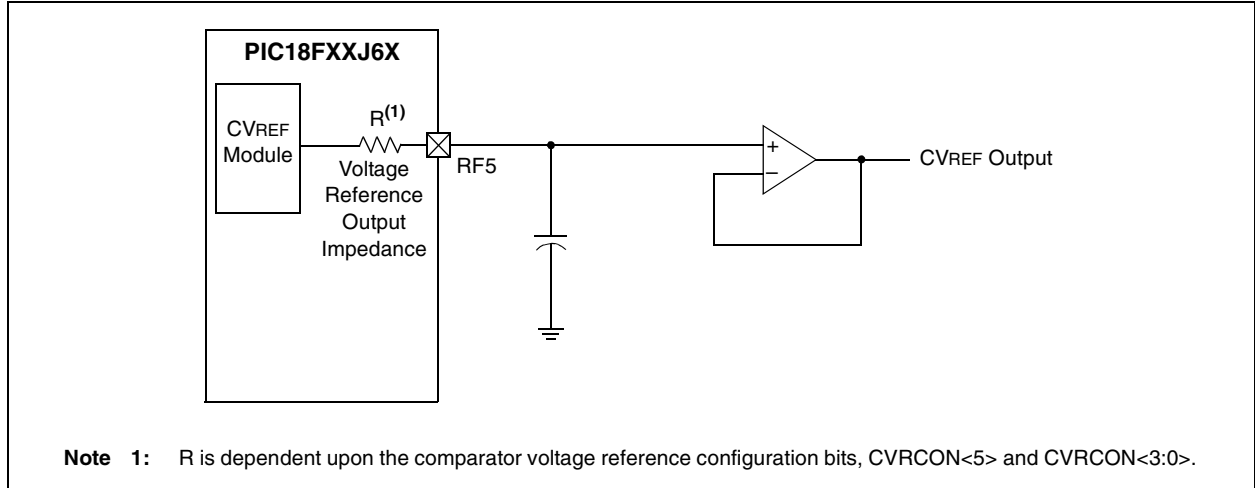 PIC18FXXJ6X
CVREF
Module
R(1)
Voltage
Reference
Output
Impedance
RF5
+
–
CVREF Output
Note 1: R is dependent upon the comparator voltage reference configuration bits, CVRCON<5> and CVRCON<3:0>.